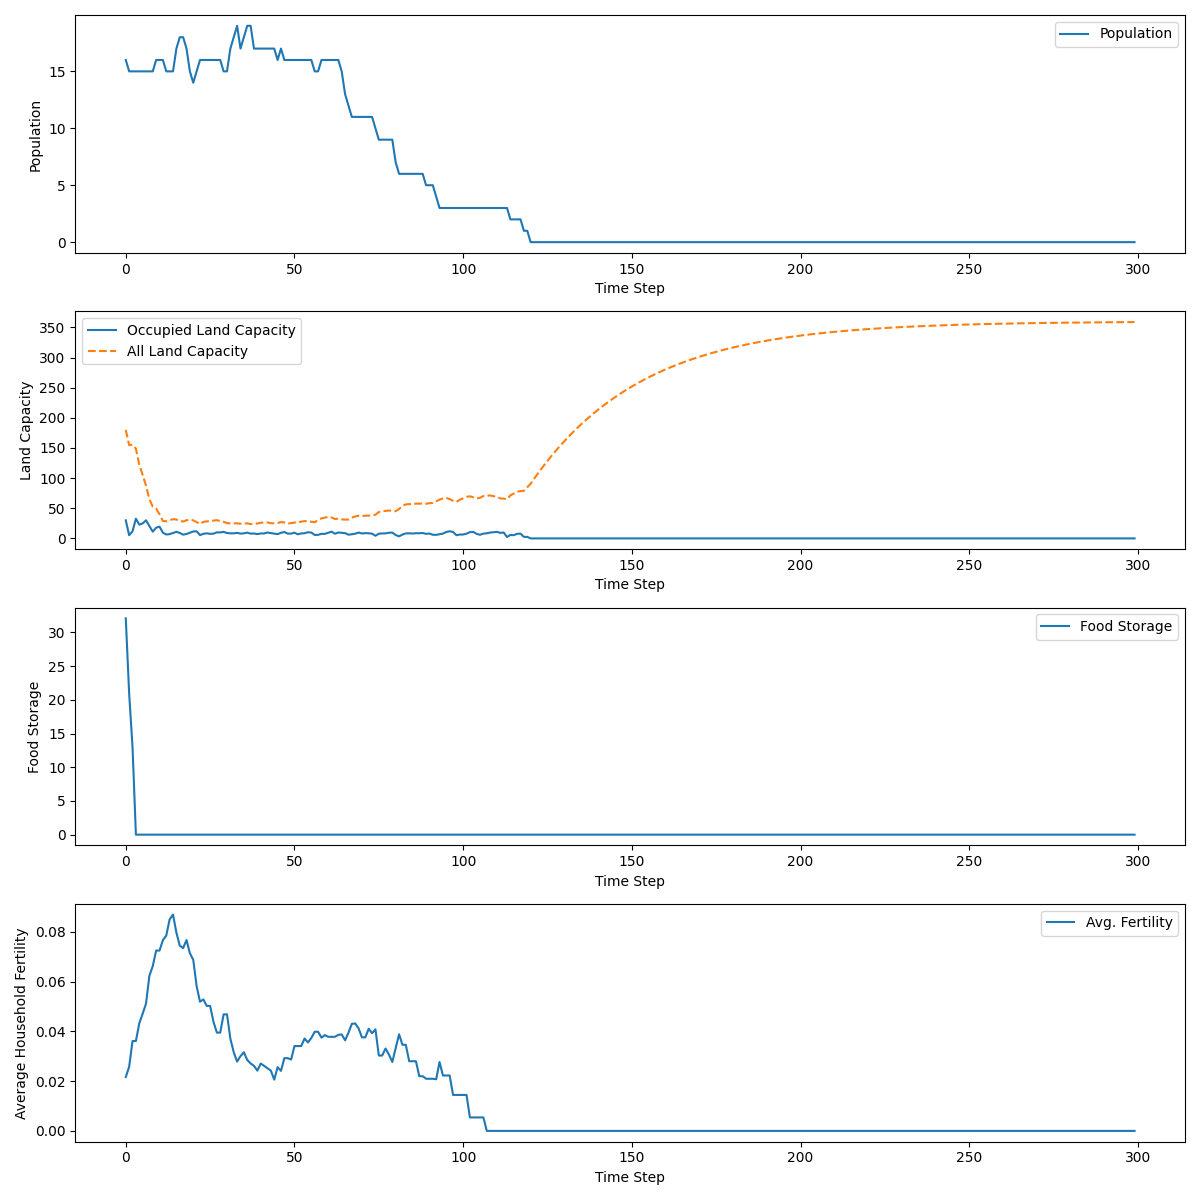 Population
Population
15
10
5
0
0 50 100 150 200 250 300
Time Step
Land Capacity
Occupied Land Capacity
All Land Capacity
350
300
250
200
150
100
50
0
0 50 100 150 200 250 300
Time Step
Food Storage
Food Storage
30
25
20
15
10
5
0
0 50 100 150 200 250 300
Time Step
Average Household Fertility
Avg. Fertility
0.08
0.06
0.04
0.02
0.00
0 50 100 150 200 250 300
Time Step